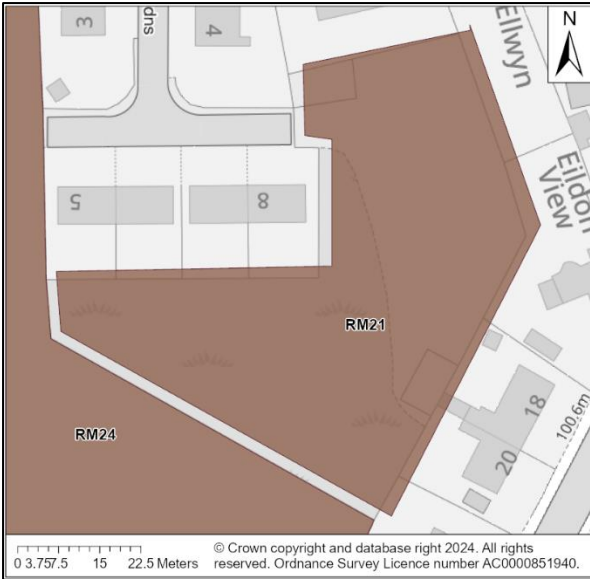 3
dns
4
N
Ellwyn
Eildon
View
5
8
RM21
RM24
18
20
100.6m
0 3.757.5 15 22.5 Meters
© Crown copyright and database right 2024. All rights
reserved. Ordnance Survey Licence number AC0000851940.